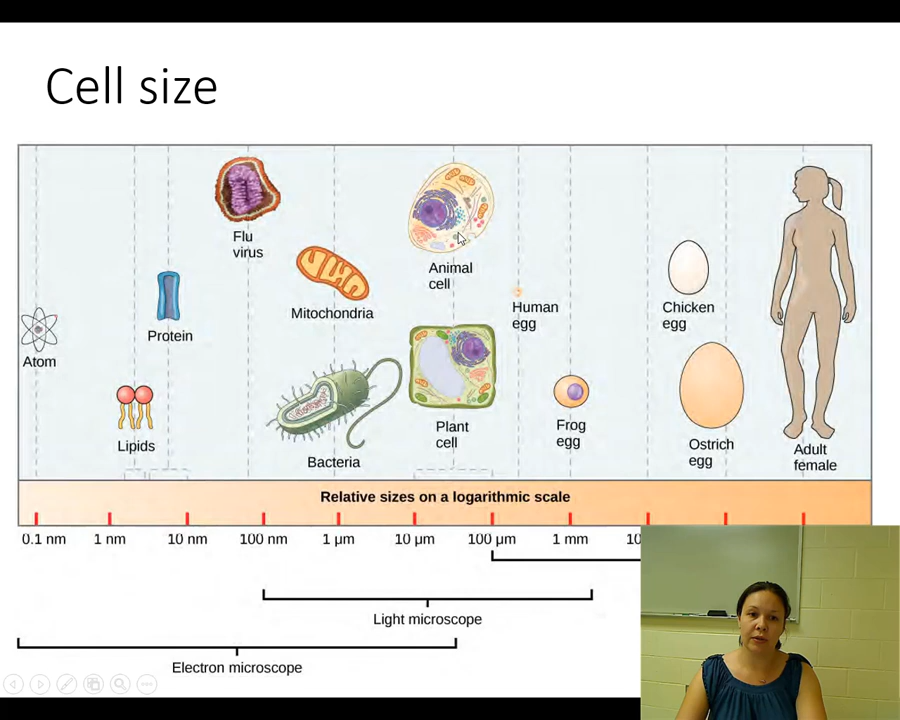 Cell size
Flu
virus
Animal
cell
Mitochondria
Human
egg
Chicken
egg
Protein
Atom
Lipids
Plant
cell
Frog
egg
Ostrich
egg
Adult
female
Bacteria
Relative sizes on a logarithmic scale
0.1 nm 1 nm 10 nm 100 nm 1 μm 10 μm 100 μm 1 mm 10
Light microscope
Electron microscope